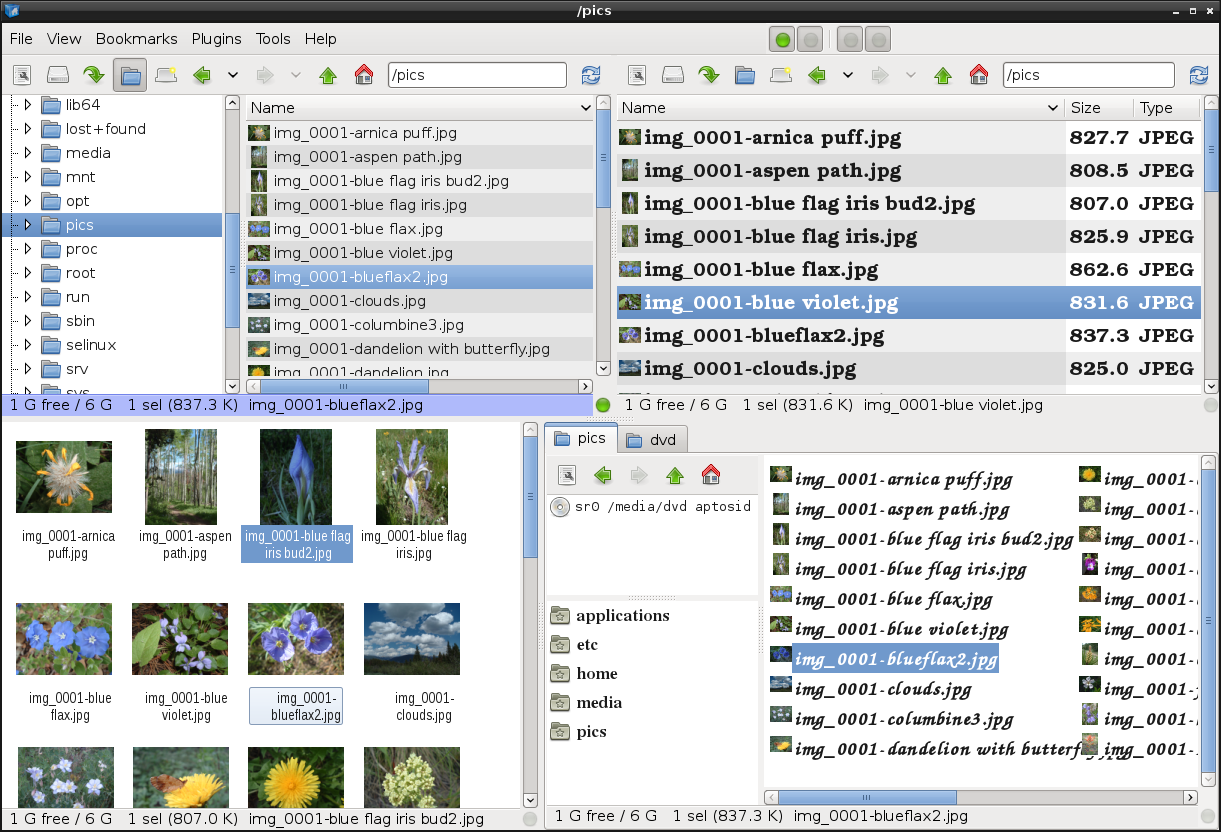 /pics
File View Bookmarks Plugins Tools Help
/pics
/pics
lib64
lost+found
media
mnt
opt
pics
proc
root
run
sbin
selinux
srv
sys
Name
img_0001-arnica puff.jpg
img_0001-aspen path.jpg
img_0001-blue flag iris bud2.jpg
img_0001-blue flag iris.jpg
img_0001-blue flax.jpg
img_0001-blue violet.jpg
img_0001-blueflax2.jpg
img_0001-clouds.jpg
img_0001-columbine3.jpg
img_0001-dandelion with butterfly.jpg
img_0001-dandelion.jpg
1 G free / 6 G 1 sel (837.3 K) img_0001-blueflax2.jpg
Name Size Type
img_0001-arnica puff.jpg 827.7 JPEG
img_0001-aspen path.jpg 808.5 JPEG
img_0001-blue flag iris bud2.jpg 807.0 JPEG
img_0001-blue flag iris.jpg 825.9 JPEG
img_0001-blue flax.jpg 862.6 JPEG
img_0001-blue violet.jpg 831.6 JPEG
img_0001-blueflax2.jpg 837.3 JPEG
img_0001-clouds.jpg 825.0 JPEG
1 G free / 6 G 1 sel (831.6 K) img_0001-blue violet.jpg
img_0001-arnica
puff.jpg
img_0001-aspen
path.jpg
img_0001-blue flag
iris bud2.jpg
img_0001-blue flag
iris.jpg
img_0001-blue
flax.jpg
img_0001-blue
violet.jpg
img_0001-
blueflax2.jpg
img_0001-
clouds.jpg
1 G free / 6 G 1 sel (807.0 K) img_0001-blue flag iris bud2.jpg
pics dvd
sr0 /media/dvd aptosid
applications
etc
home
media
pics
img_0001-arnica puff.jpg img_0001-
img_0001-aspen path.jpg img_0001-
img_0001-blue flag iris bud2.jpg img_0001-
img_0001-blue flag iris.jpg img_0001-
img_0001-blue flax.jpg img_0001-
img_0001-blue violet.jpg img_0001-
img_0001-blueflax2.jpg img_0001-
img_0001-clouds.jpg img_0001-
img_0001-columbine3.jpg img_0001-
img_0001-dandelion with butterf img_0001-
1 G free / 6 G 1 sel (837.3 K) img_0001-blueflax2.jpg